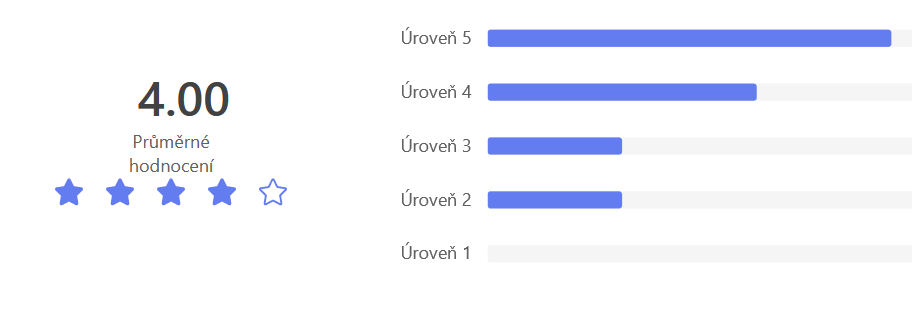 4.00
Průměrné
hodnocení
Úroveň 5
Úroveň 4
Úroveň 3
Úroveň 2
Úroveň 1